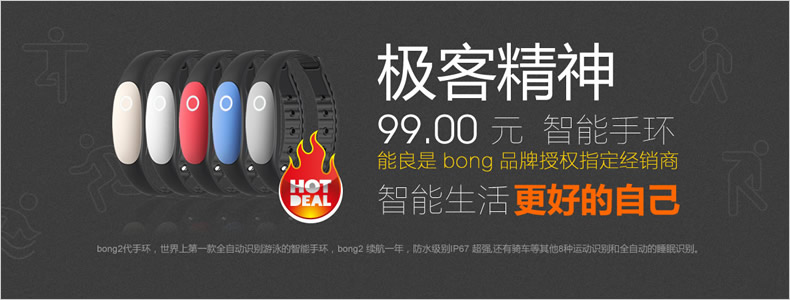 极客精神
99.00 元 智能手环
能良是 bong 品牌授权指定经销商
HOT
DEAL
智能生活 更好的自己
bong2代手环，世界上第一款全自动识别游泳的智能手环，bong2 续航一年，防水级别IP67 超强,还有骑车等其他8种运动识别和全自动的睡眠识别。